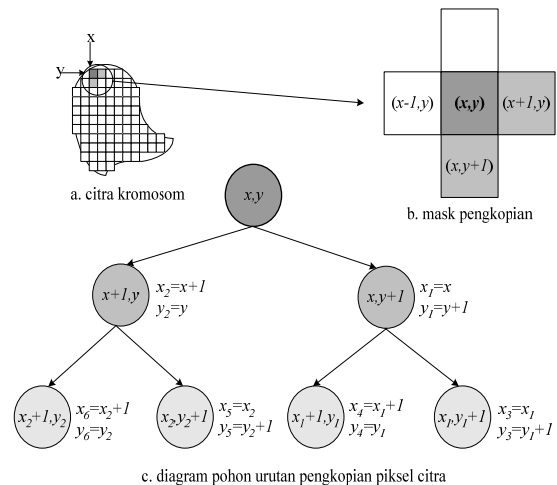 x
y
a. citra kromosom
(x-1,y) (x,y) (x+1,y)
(x,y+1)
b. mask pengkopian
x,y
x+1,y
x₂=x+1
y₂=y
x,y+1
x₁=x
y₁=y+1
x₂+1,y₂
x₆=x₂+1
y₆=y₂
x₂,y₂+1
x₅=x₂
y₅=y₂+1
x₁+1,y₁
x₄=x₁+1
y₄=y₁
x₁,y₁+1
x₃=x₁
y₃=y₁+1
c. diagram pohon urutan pengkopian piksel citra